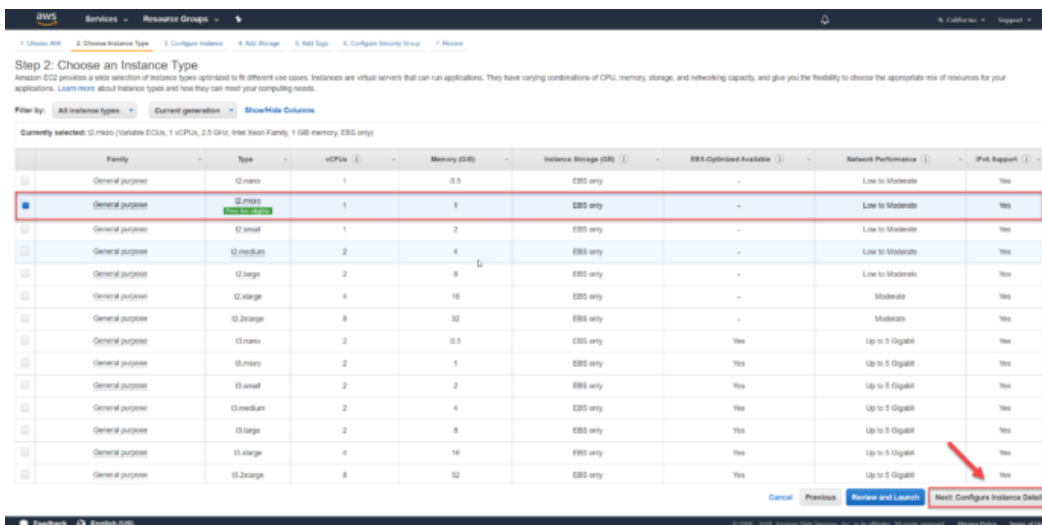 aws Services Resource Groups N. California Support
1. Choose AMI 2. Choose Instance Type 3. Configure Instance 4. Add Storage 5. Add Tags 6. Configure Security Group 7. Review
Step 2: Choose an Instance Type
Amazon EC2 provides a wide selection of instance types optimized to fit different use cases. Instances are virtual servers that can run applications. They have varying combinations of CPU, memory, storage, and networking capacity, and give you the flexibility to choose the appropriate mix of resources for your
applications. Learn more about instance types and how they can meet your computing needs.
Filter by: All instance types Current generation Show/Hide Columns
Currently selected: t2.micro (Variable ECUs, 1 vCPUs, 2.5 GHz, Intel Xeon Family, 1 GiB memory, EBS only)
Family Type vCPUs Memory (GiB) Instance Storage (GB) EBS-Optimized Available Network Performance IPv6 Support
General purpose t2.nano 1 0.5 EBS only - Low to Moderate Yes
General purpose t2.micro 1 1 EBS only - Low to Moderate Yes
Free tier eligible
General purpose t2.small 1 2 EBS only - Low to Moderate Yes
General purpose t2.medium 2 4 EBS only - Low to Moderate Yes
General purpose t2.large 2 8 EBS only - Low to Moderate Yes
General purpose t2.xlarge 4 16 EBS only - Moderate Yes
General purpose t2.2xlarge 8 32 EBS only - Moderate Yes
General purpose t3.nano 2 0.5 EBS only Yes Up to 5 Gigabit Yes
General purpose t3.micro 2 1 EBS only Yes Up to 5 Gigabit Yes
General purpose t3.small 2 2 EBS only Yes Up to 5 Gigabit Yes
General purpose t3.medium 2 4 EBS only Yes Up to 5 Gigabit Yes
General purpose t3.large 2 8 EBS only Yes Up to 5 Gigabit Yes
General purpose t3.xlarge 4 16 EBS only Yes Up to 5 Gigabit Yes
General purpose t3.2xlarge 8 32 EBS only Yes Up to 5 Gigabit Yes
Cancel Previous Review and Launch Next: Configure Instance Detail
Feedback English (US) Amazon Web Services, Inc. or its affiliates. All rights reserved. Privacy Policy Terms of U